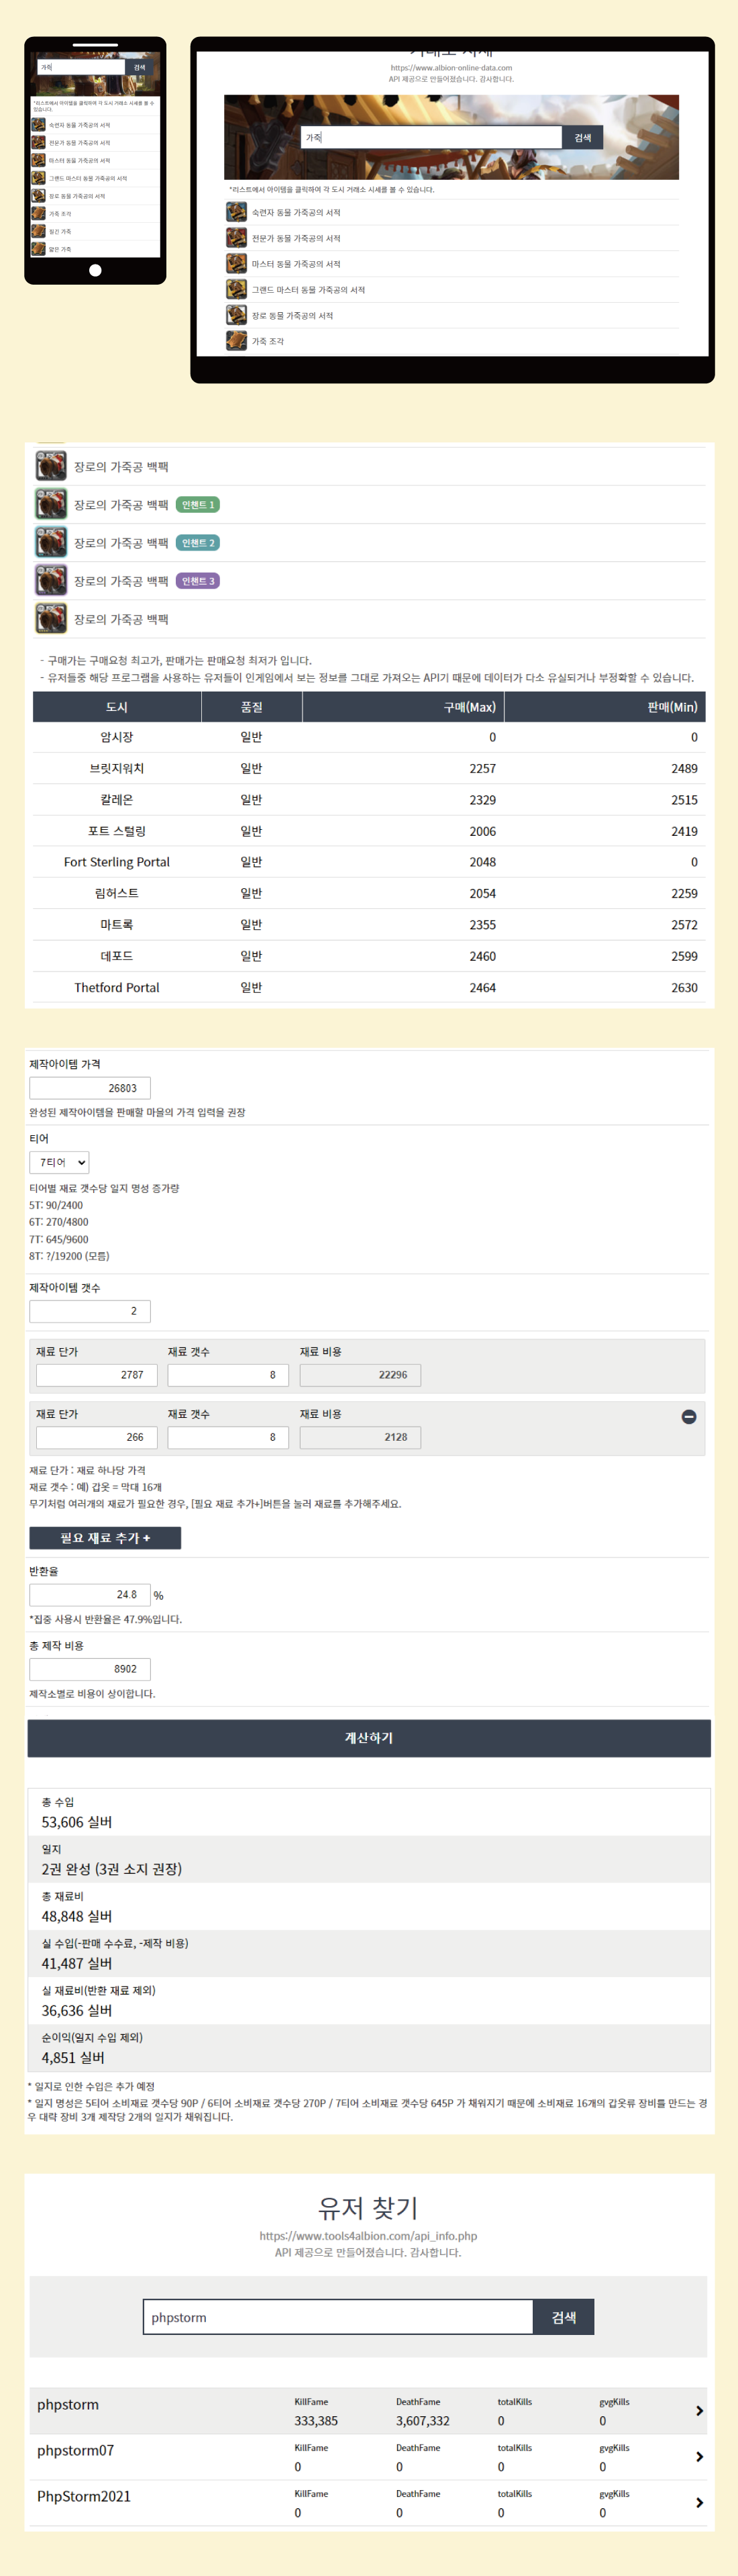 가죽
검색
*리스트에서 아이템을 클릭하여 각 도시 거래소 시세를 볼 수
있습니다.
숙련자 동물 가죽공의 서적
전문가 동물 가죽공의 서적
마스터 동물 가죽공의 서적
그랜드 마스터 동물 가죽공의 서적
장로 동물 가죽공의 서적
가죽 조각
질긴 가죽
얇은 가죽
https://www.albion-online-data.com
API 제공으로 만들어졌습니다. 감사합니다.
가죽
검색
*리스트에서 아이템을 클릭하여 각 도시 거래소 시세를 볼 수 있습니다.
숙련자 동물 가죽공의 서적
전문가 동물 가죽공의 서적
마스터 동물 가죽공의 서적
그랜드 마스터 동물 가죽공의 서적
장로 동물 가죽공의 서적
가죽 조각
장로의 가죽공 백팩
장로의 가죽공 백팩 인첸트 1
장로의 가죽공 백팩 인첸트 2
장로의 가죽공 백팩 인첸트 3
장로의 가죽공 백팩
- 구매가는 구매요청 최고가, 판매가는 판매요청 최저가 입니다.
- 유저들중 해당 프로그램을 사용하는 유저들이 인게임에서 보는 정보를 그대로 가져오는 API기 때문에 데이터가 다소 유실되거나 부정확할 수 있습니다.
도시 품질 구매(Max) 판매(Min)
암시장 일반 0 0
브릿지워치 일반 2257 2489
칼레온 일반 2329 2515
포트 스털링 일반 2006 2419
Fort Sterling Portal 일반 2048 0
림허스트 일반 2054 2259
마트록 일반 2355 2572
데포드 일반 2460 2599
Thetford Portal 일반 2464 2630
제작아이템 가격
26803
완성된 제작아이템을 판매할 마을의 가격 입력을 권장
티어
7티어
티어별 재료 갯수당 일지 명성 증가량
5T: 90/2400
6T: 270/4800
7T: 645/9600
8T: ?/19200 (모름)
제작아이템 갯수
2
재료 단가 재료 갯수 재료 비용
2787 8 22296
재료 단가 재료 갯수 재료 비용
266 8 2128
재료 단가 : 재료 하나당 가격
재료 갯수 : 예) 갑옷 = 막대 16개
무기처럼 여러개의 재료가 필요한 경우, [필요 재료 추가+]버튼을 눌러 재료를 추가해주세요.
필요 재료 추가 +
반환율
24.8 %
*집중 사용시 반환율은 47.9%입니다.
총 제작 비용
8902
제작소별로 비용이 상이합니다.
계산하기
총 수입
53,606 실버
일지
2권 완성 (3권 소지 권장)
총 재료비
48,848 실버
실 수입(-판매 수수료, -제작 비용)
41,487 실버
실 재료비(반환 재료 제외)
36,636 실버
순이익(일지 수입 제외)
4,851 실버
* 일지로 인한 수입은 추가 예정
* 일지 명성은 5티어 소비재료 갯수당 90P / 6티어 소비재료 갯수당 270P / 7티어 소비재료 갯수당 645P 가 채워지기 때문에 소비재료 16개의 갑옷류 장비를 만드는 경
우 대략 장비 3개 제작당 2개의 일지가 채워집니다.
유저 찾기
https://www.tools4albion.com/api_info.php
API 제공으로 만들어졌습니다. 감사합니다.
phpstorm
검색
phpstorm KillFame DeathFame totalKills gvgKills
333,385 3,607,332 0 0
phpstorm07 KillFame DeathFame totalKills gvgKills
0 0 0 0
PhpStorm2021 KillFame DeathFame totalKills gvgKills
0 0 0 0